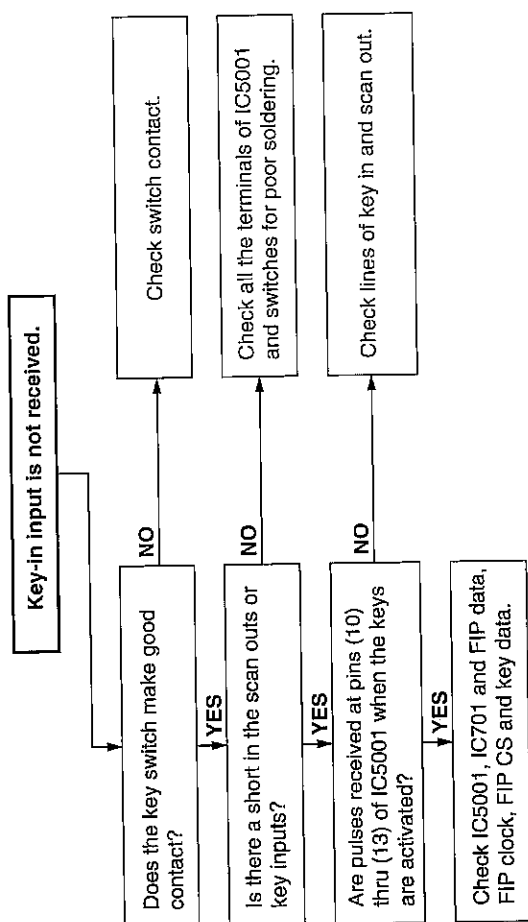 Key-in input is not received.
Does the key switch make good
contact?
NO
Check switch contact.
YES
Is there a short in the scan outs or
key inputs?
NO
Check all the terminals of IC5001
and switches for poor soldering.
YES
Are pulses received at pins (10)
thru (13) of IC5001 when the keys
are activated?
NO
Check lines of key in and scan out.
YES
Check IC5001, IC701 and FIP data,
FIP clock, FIP CS and key data.